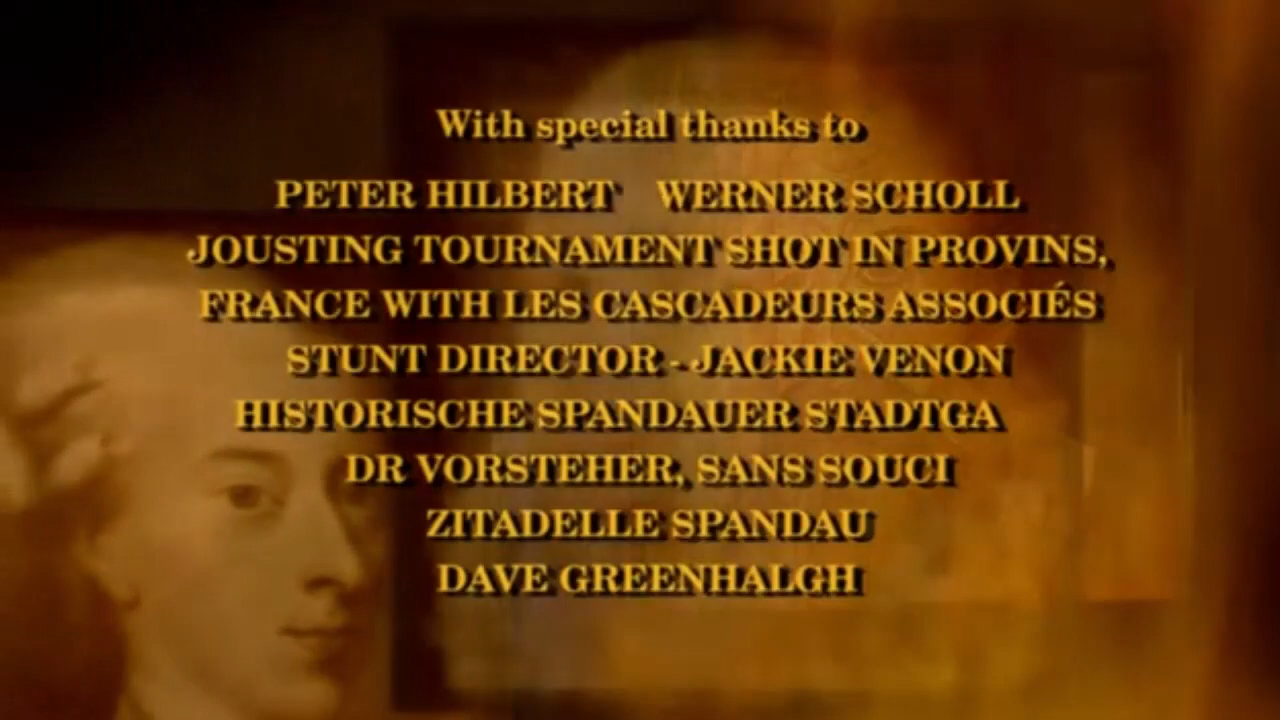 With special thanks to
PETER HILBERT WERNER SCHOLL
JOUSTING TOURNAMENT SHOT IN PROVINS,
FRANCE WITH LES CASCADEURS ASSOCIÉS
STUNT DIRECTOR - JACKIE VENON
HISTORISCHE SPANDAUER STADTGA
DR VORSTEHER, SANS SOUCI
ZITADELLE SPANDAU
DAVE GREENHALGH